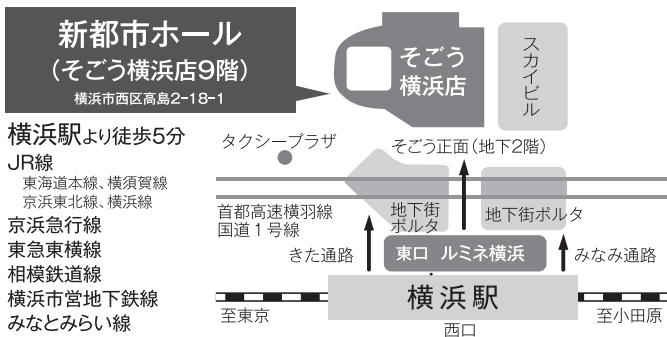 新都市ホール
（そごう横浜店9階）
横浜市西区高島2-18-1
横浜駅より徒歩5分
JR線
東海道本線、横須賀線
京浜東北線、横浜線
京浜急行線
東急東横線
相模鉄道線
横浜市営地下鉄線
みなとみらい線
そごう
横浜店
スカイビル
タクシープラザ
そごう正面（地下2階）
首都高速横羽線
国道1号線
地下街
ポルタ
地下街ポルタ
きた通路
東口 ルミネ横浜
みなみ通路
横浜駅
至東京
西口
至小田原